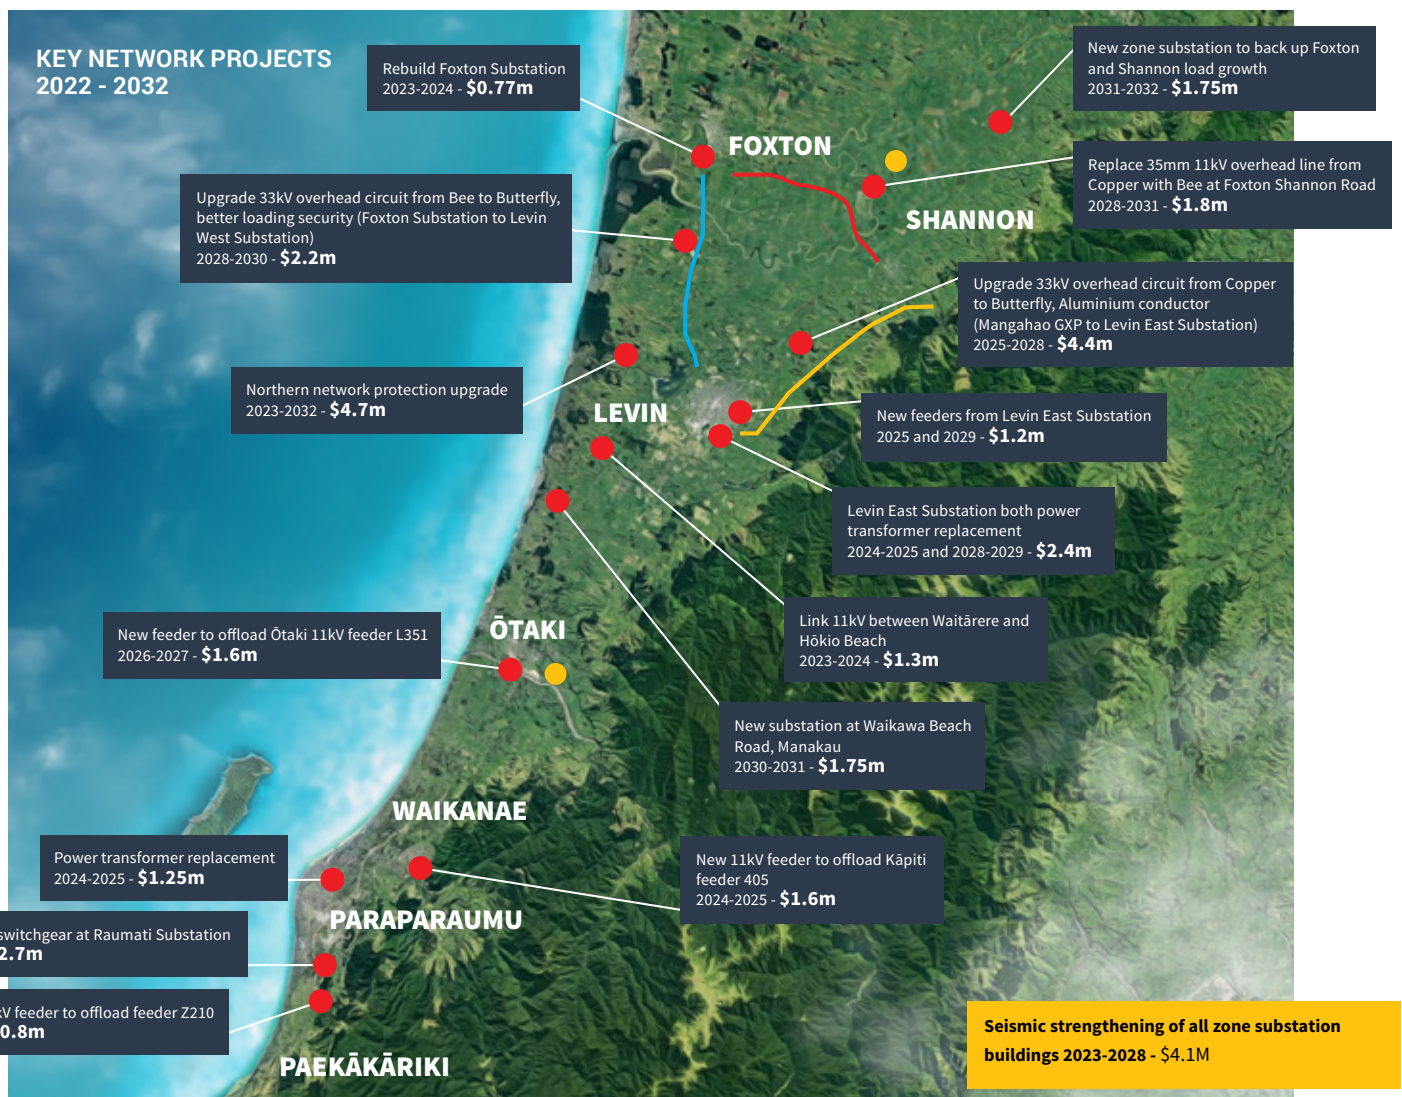 KEY NETWORK PROJECTS
2022 - 2032
Rebuild Foxton Substation
2023-2024 - $0.77m
New zone substation to back up Foxton
and Shannon load growth
2031-2032 - $1.75m
FOXTON
Replace 35mm 11kV overhead line from
Copper with Bee at Foxton Shannon Road
2028-2031 - $1.8m
Upgrade 33kV overhead circuit from Bee to Butterfly,
better loading security (Foxton Substation to Levin
West Substation)
2028-2030 - $2.2m
SHANNON
Upgrade 33kV overhead circuit from Copper
to Butterfly, Aluminium conductor
(Mangahao GXP to Levin East Substation)
2025-2028 - $4.4m
Northern network protection upgrade
2023-2032 - $4.7m
LEVIN
New feeders from Levin East Substation
2025 and 2029 - $1.2m
Levin East Substation both power
transformer replacement
2024-2025 and 2028-2029 - $2.4m
Link 11kV between Waitārere and
Hōkio Beach
2023-2024 - $1.3m
New feeder to offload Ōtaki 11kV feeder L351
2026-2027 - $1.6m
ŌTAKI
New substation at Waikawa Beach
Road, Manakau
2030-2031 - $1.75m
WAIKANAE
Power transformer replacement
2024-2025 - $1.25m
New 11kV feeder to offload Kāpiti
feeder 405
2024-2025 - $1.6m
PARAPARAUMU
switchgear at Raumati Substation
2.7m
kV feeder to offload feeder Z210
0.8m
PAEKĀKĀRIKI
Seismic strengthening of all zone substation
buildings 2023-2028 - $4.1M